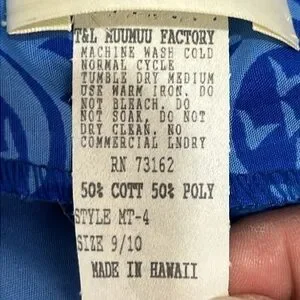 T&L MUUMUU FACTORY
MACHINE WASH COLD
NORMAL CYCLE
TUMBLE DRY MEDIUM
USE WARM IRON. DO
NOT BLEACH. DO
NOT SOAK, DO NOT
DRY CLEAN. NO
COMMERCIAL LNDRY
RN 73162
50% COTT 50% POLY
STYLE MT-4
SIZE 9/10
MADE IN HAWAII